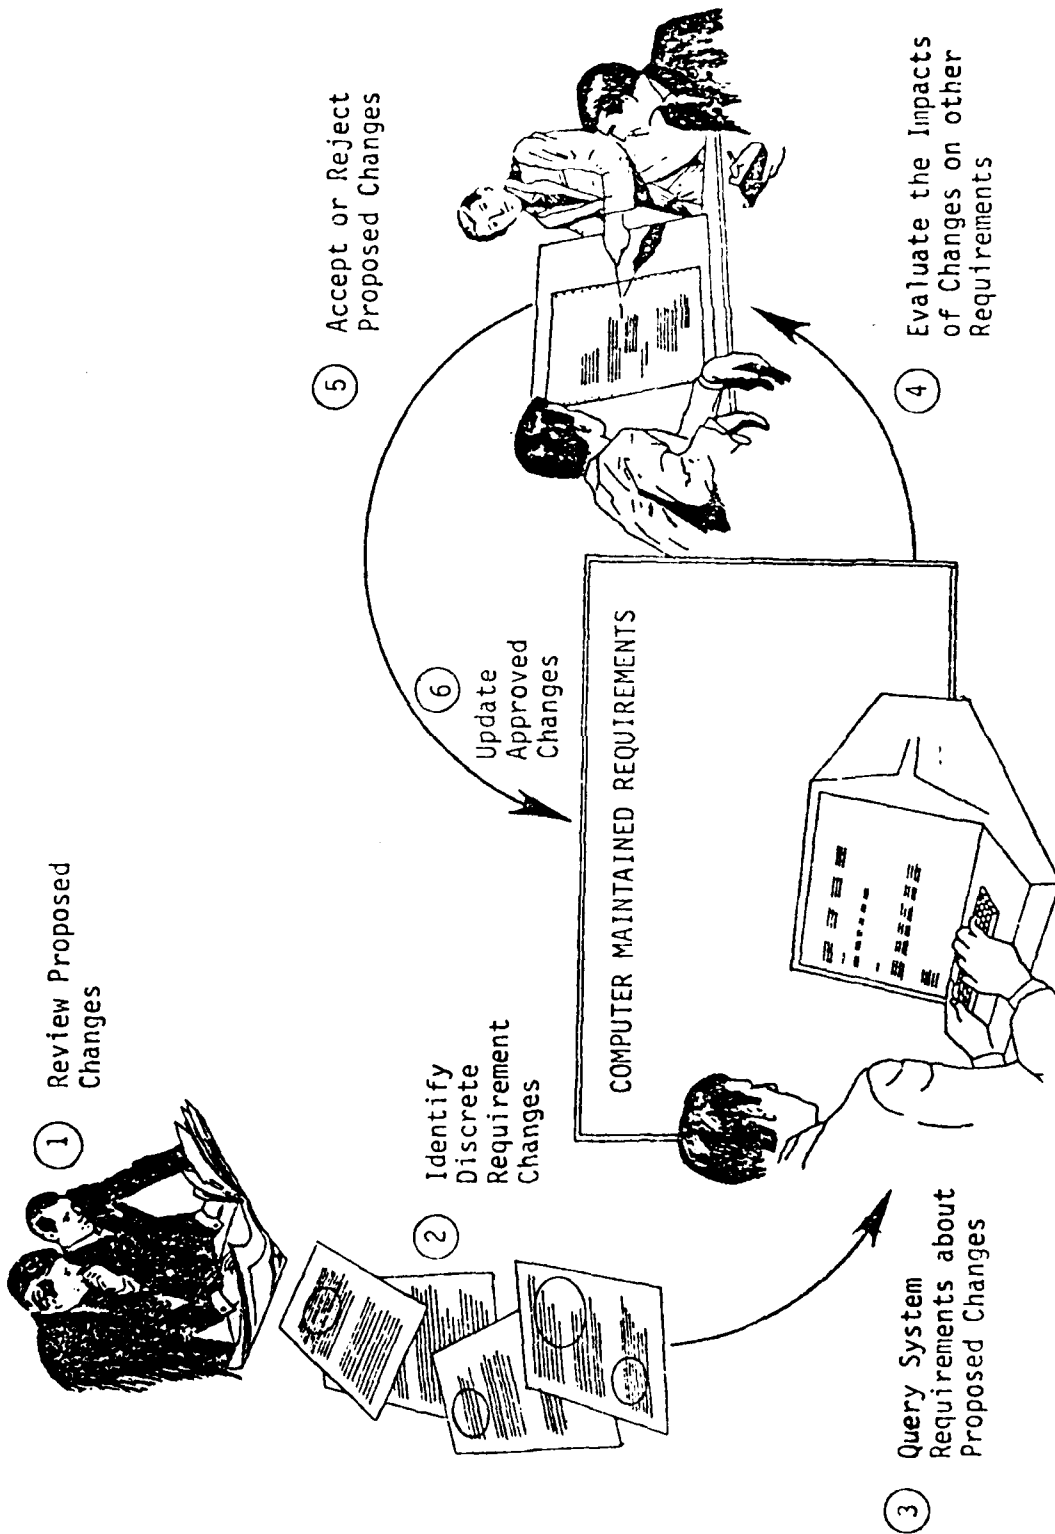 1
Review Proposed
Changes
2
Identify
Discrete
Requirement
Changes
3
Query System
Requirements about
Proposed Changes
COMPUTER MAINTAINED REQUIREMENTS
4
Evaluate the Impacts
of Changes on other
Requirements
5
Accept or Reject
Proposed Changes
6
Update
Approved
Changes